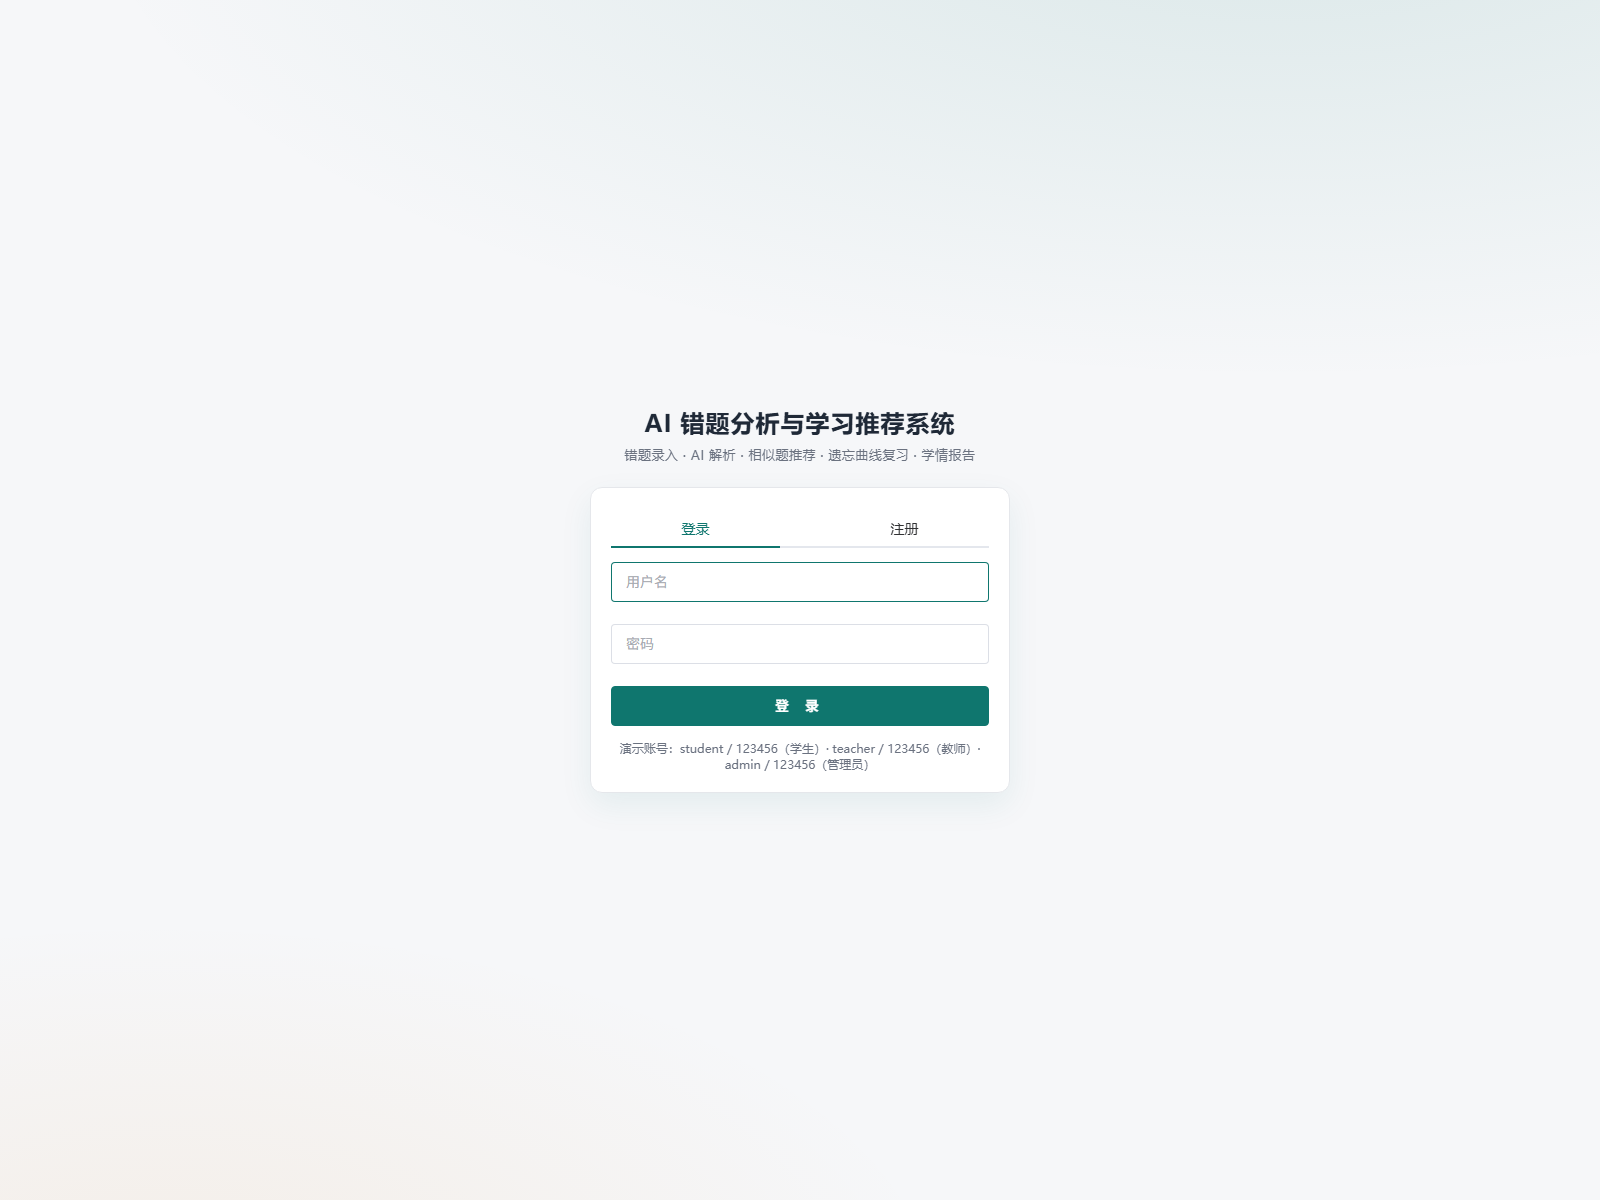 AI 错题分析与学习推荐系统
错题录入 · AI 解析 · 相似题推荐 · 遗忘曲线复习 · 学情报告
登录
注册
用户名
密码
登 录
演示账号：student / 123456（学生）· teacher / 123456（教师）·
admin / 123456（管理员）